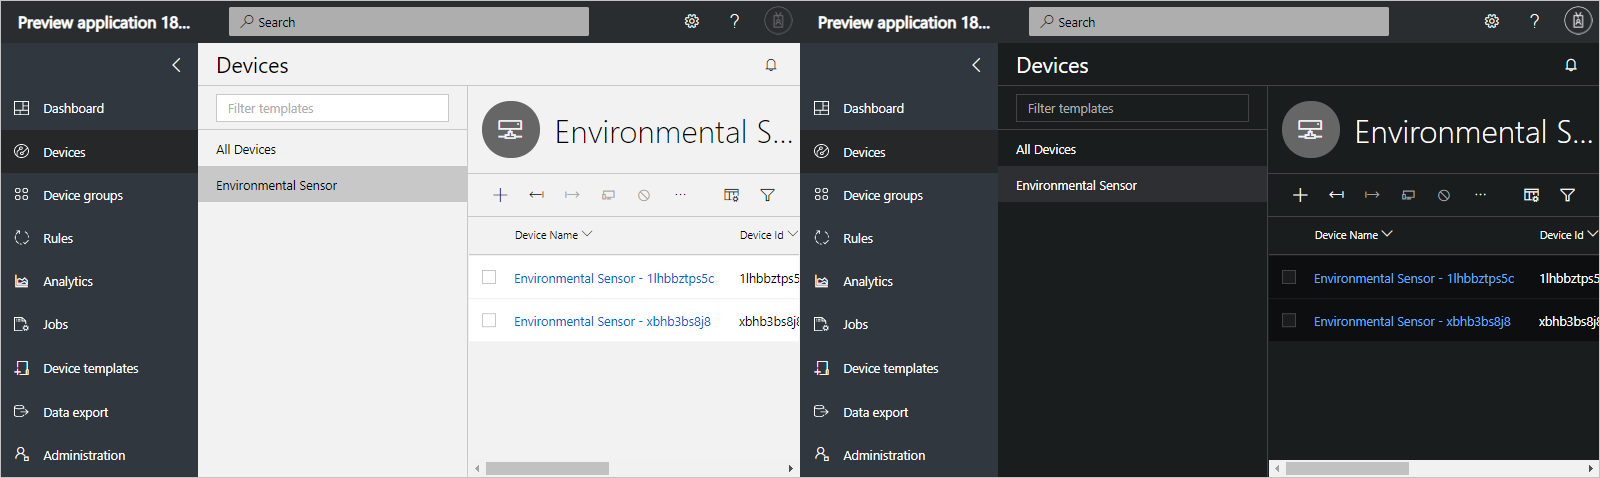 Preview application 18...
Search
?
Devices
Filter templates
All Devices
Environmental Sensor
Dashboard
Devices
Device groups
Rules
Analytics
Jobs
Device templates
Data export
Administration
Environmental S...
Device Name Device Id
Environmental Sensor - 1lhbbztps5c 1lhbbztps5
Environmental Sensor - xbhb3bs8j8 xbhb3bs8j8
Preview application 18...
Search
?
Devices
Filter templates
All Devices
Environmental Sensor
Dashboard
Devices
Device groups
Rules
Analytics
Jobs
Device templates
Data export
Administration
Environmental S...
Device Name Device Id
Environmental Sensor - 1lhbbztps5c 1lhbbztps5
Environmental Sensor - xbhb3bs8j8 xbhb3bs8j8